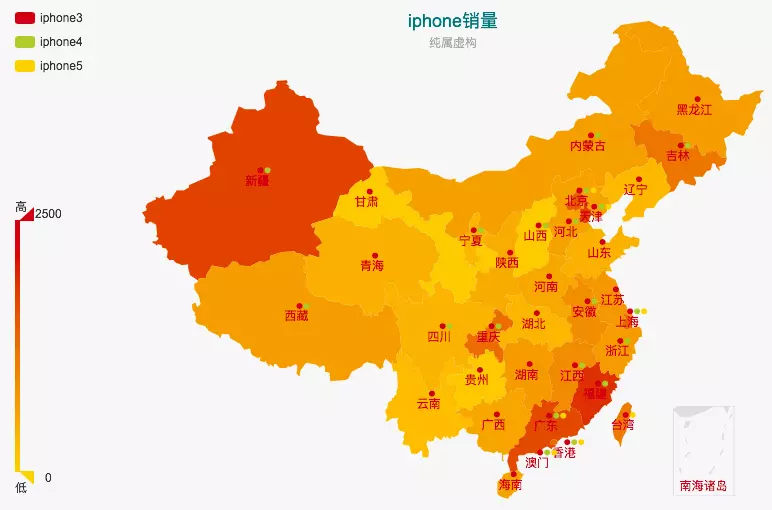 iphone3
iphone4
iphone5
iphone销量
纯属虚构
高
2500
0
低
黑龙江
内蒙古
吉林
新疆
辽宁
甘肃
北京
天津
宁夏
山西
河北
青海
陕西
山东
河南
西藏
江苏
安徽
上海
四川
重庆
湖北
浙江
贵州
湖南
江西
云南
福建
广西
广东
台湾
香港
澳门
海南
南海诸岛